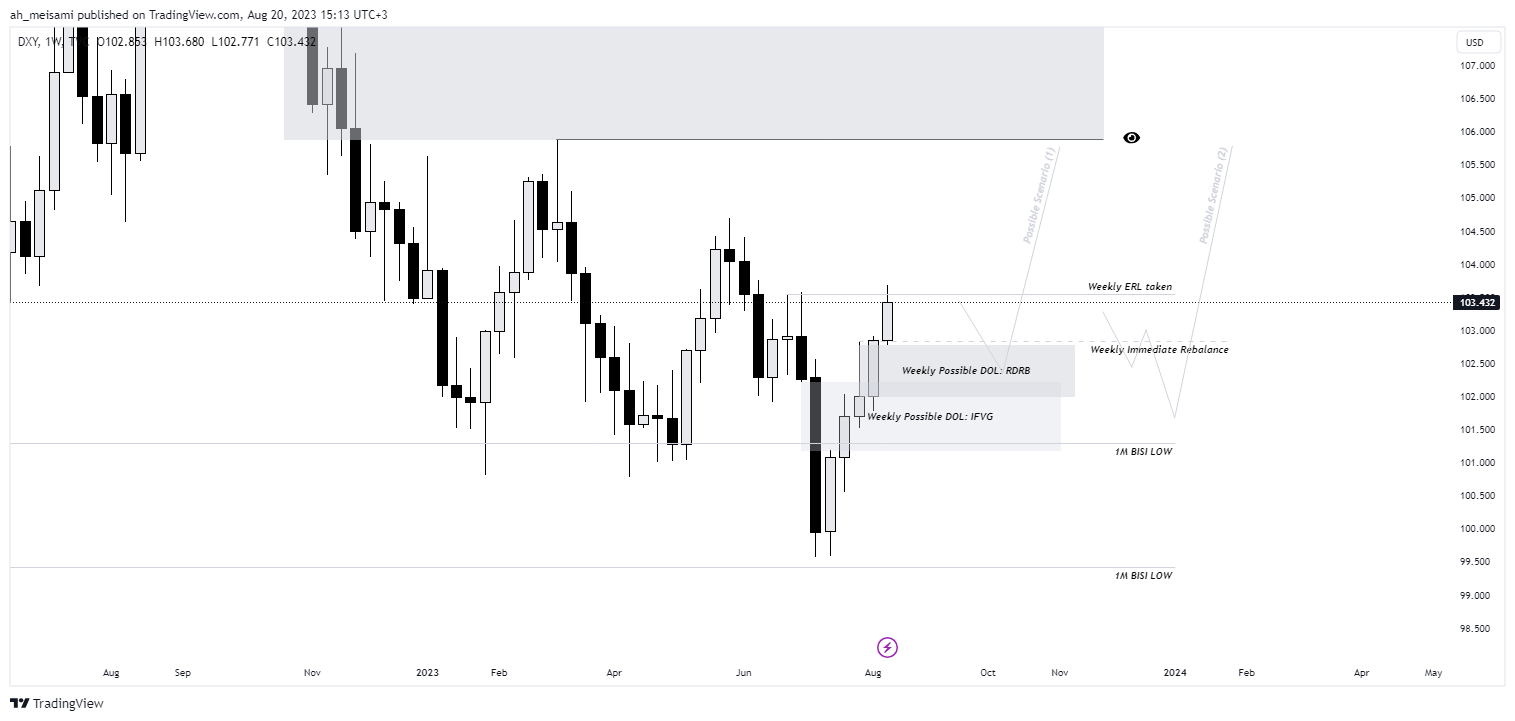 ah_meisami published on TradingView.com, Aug 20, 2023 15:13 UTC+3
DXY, 1W, O102.853 H103.680 L102.771 C103.432
USD
107.000
106.500
106.000
105.500
105.000
104.500
104.000
103.432
103.000
102.500
102.000
101.500
101.000
100.500
100.000
99.500
99.000
98.500
Possible Scenario (1)
Possible Scenario (2)
Weekly ERL taken
Weekly Immediate Rebalance
Weekly Possible DOL: RDRB
Weekly Possible DOL: IFVG
1M BISI LOW
1M BISI LOW
Aug Sep Nov 2023 Feb Apr Jun Aug Oct Nov 2024 Feb Apr May
TradingView